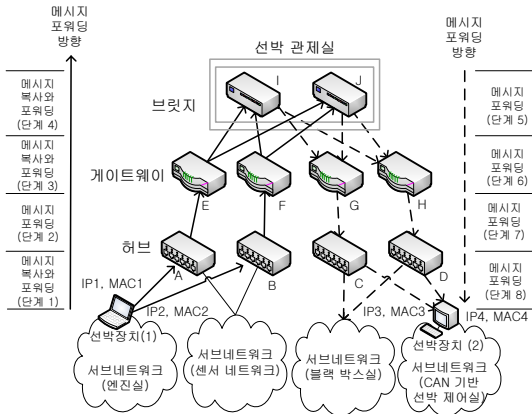 메시지
포워딩
방향
메시지
포워딩
방향
선박 관제실
I
J
브릿지
메시지
복사와
포워딩
(단계 4)
메시지
포워딩
(단계 5)
메시지
복사와
포워딩
(단계 3)
메시지
포워딩
(단계 6)
게이트웨이
E
F
G
H
메시지
포워딩
(단계 2)
메시지
포워딩
(단계 7)
허브
A
B
C
D
메시지
복사와
포워딩
(단계 1)
메시지
포워딩
(단계 8)
IP1, MAC1
IP2, MAC2
IP3, MAC3
IP4, MAC4
선박장치(1)
서브네트워크
(엔진실)
서브네트워크
(센서 네트워크)
서브네트워크
(블랙 박스실)
선박장치 (2)
서브네트워크
(CAN 기반
선박 제어실)